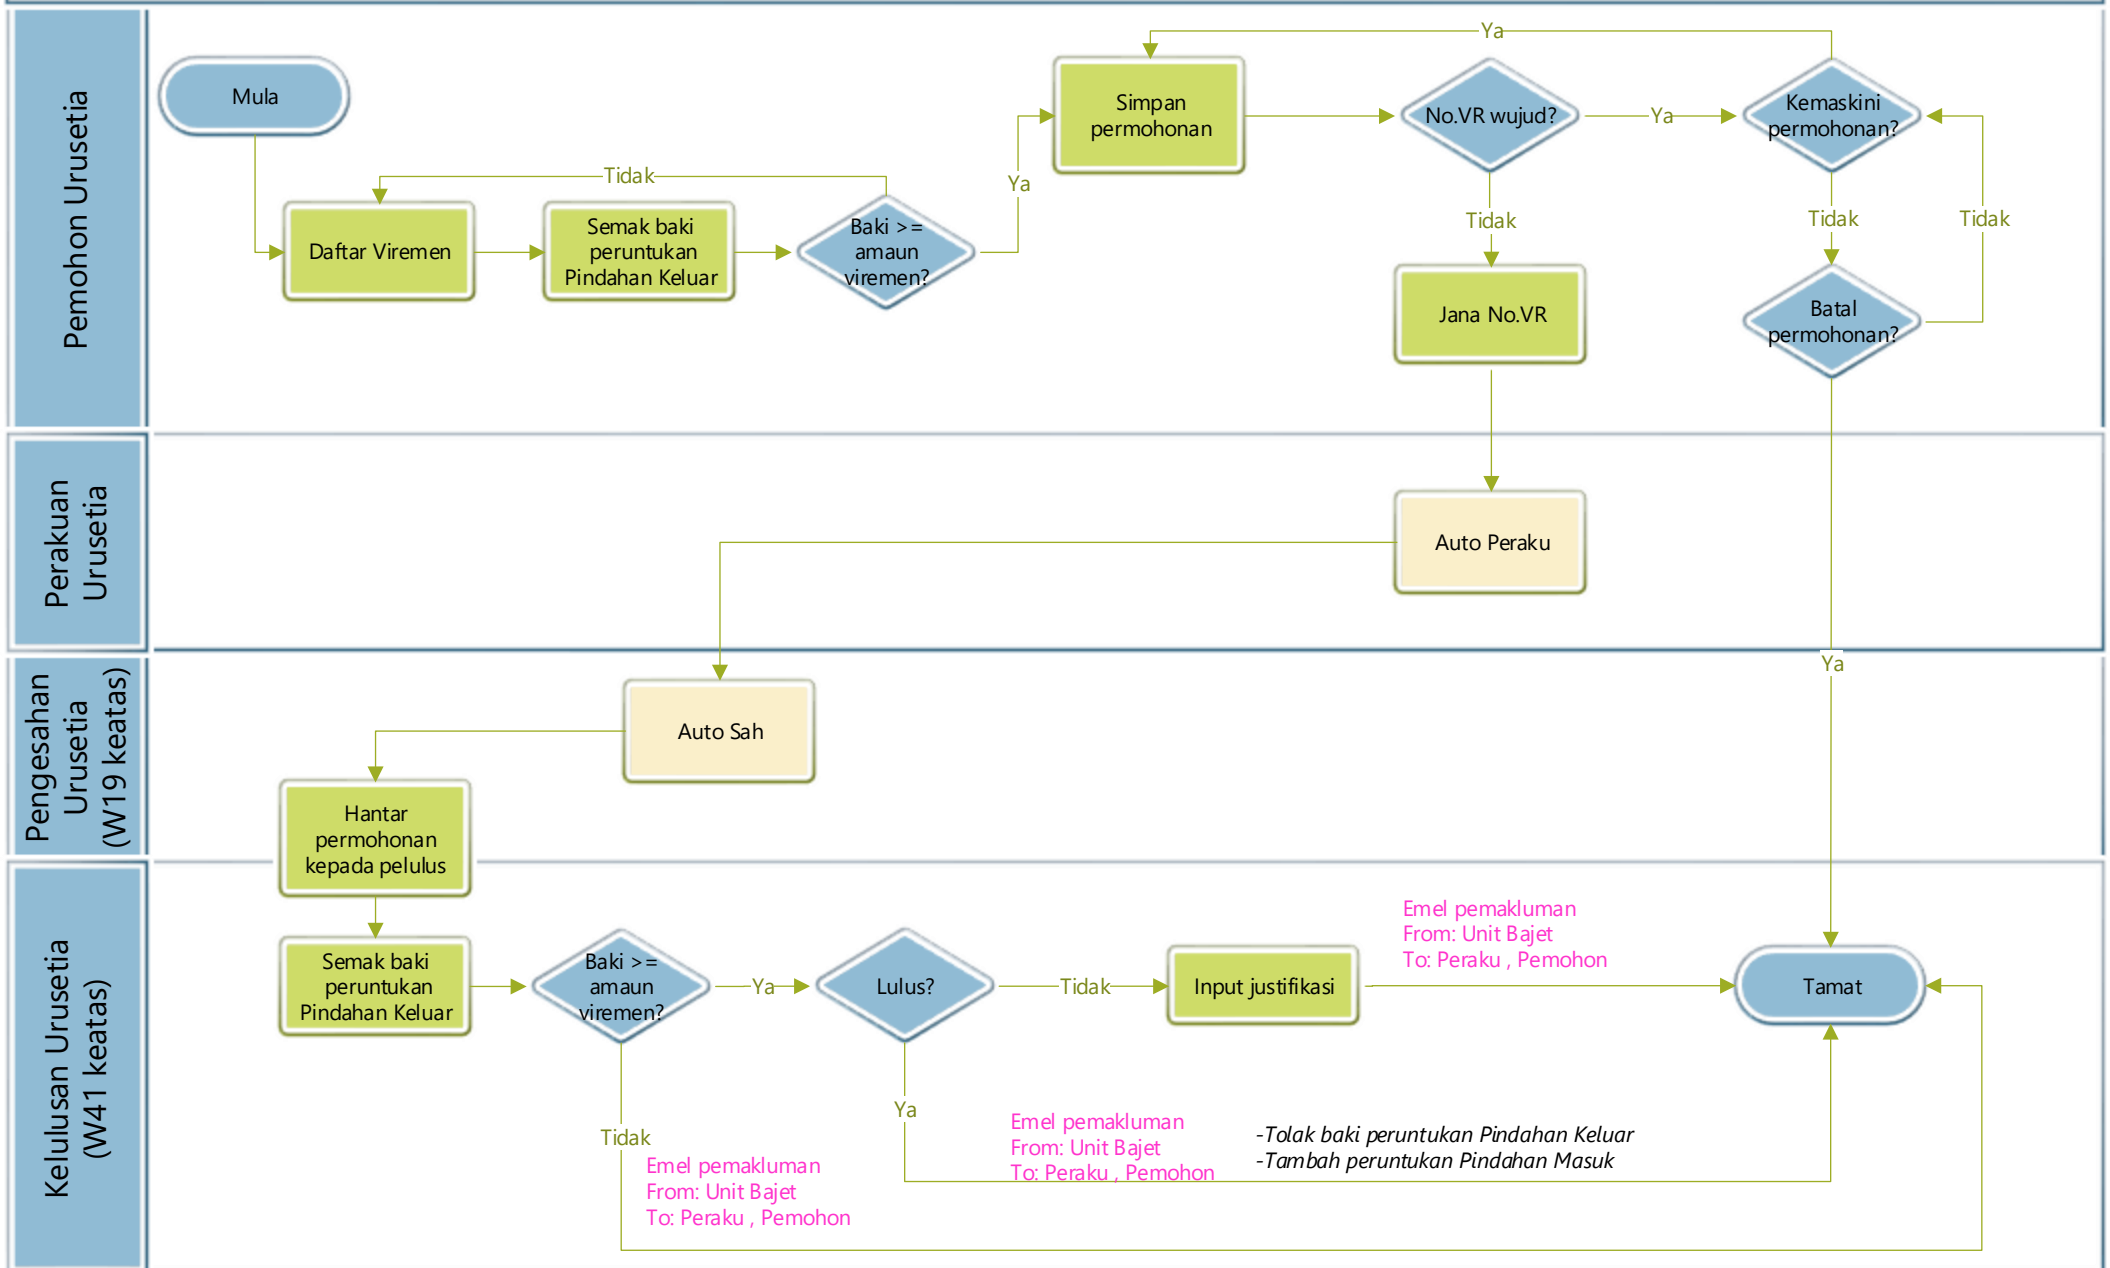 Pemohon Urusetia
Mula
Daftar Viremen
Tidak
Semak baki
peruntukan
Pindahan Keluar
Baki >=
amaun
viremen?
Ya
Simpan
permohonan
Ya
No.VR wujud?
Ya
Kemaskini
permohonan?
Tidak
Tidak
Tidak
Jana No.VR
Batal
permohonan?
Perakuan
Urusetia
Auto Peraku
Pengesahan
Urusetia
(W19 keatas)
Ya
Auto Sah
Hantar
permohonan
kepada pelulus
Kelulusan Urusetia
(W41 keatas)
Semak baki
peruntukan
Pindahan Keluar
Baki >=
amaun
viremen?
Ya
Lulus?
Tidak
Input justifikasi
Emel pemakluman
From: Unit Bajet
To: Peraku , Pemohon
Tamat
Ya
Emel pemakluman
From: Unit Bajet
To: Peraku , Pemohon
-Tolak baki peruntukan Pindahan Keluar
-Tambah peruntukan Pindahan Masuk
Tidak
Emel pemakluman
From: Unit Bajet
To: Peraku , Pemohon